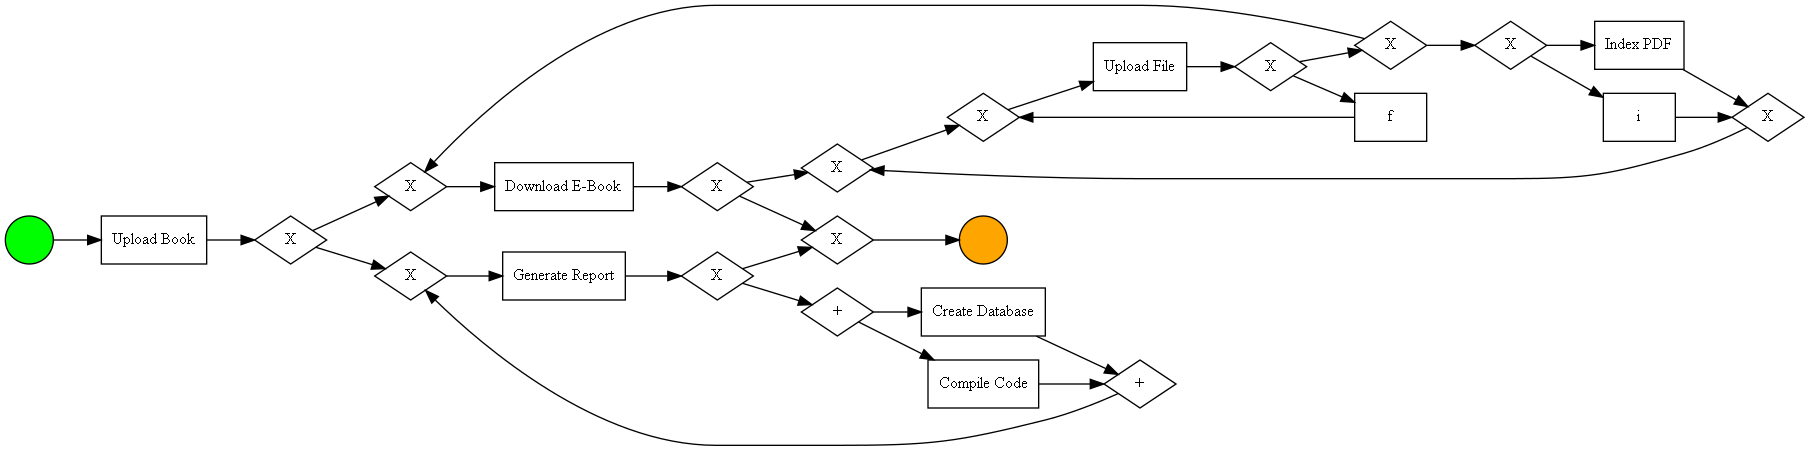 X
X
Index PDF
Upload File
X
X
f
i
X
X
X
Download E-Book
X
Upload Book
X
X
X
Generate Report
X
+
Create Database
Compile Code
+